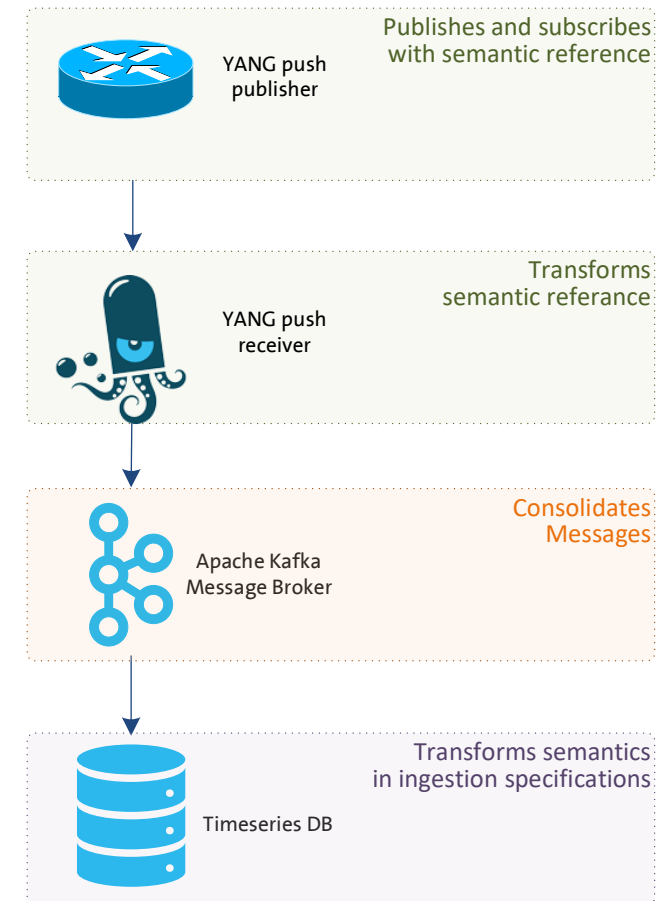 Publishes and subscribes
with semantic reference
YANG push
publisher
Transforms
semantic referance
YANG push
receiver
Consolidates
Messages
Apache Kafka
Message Broker
Transforms semantics
in ingestion specifications
Timeseries DB